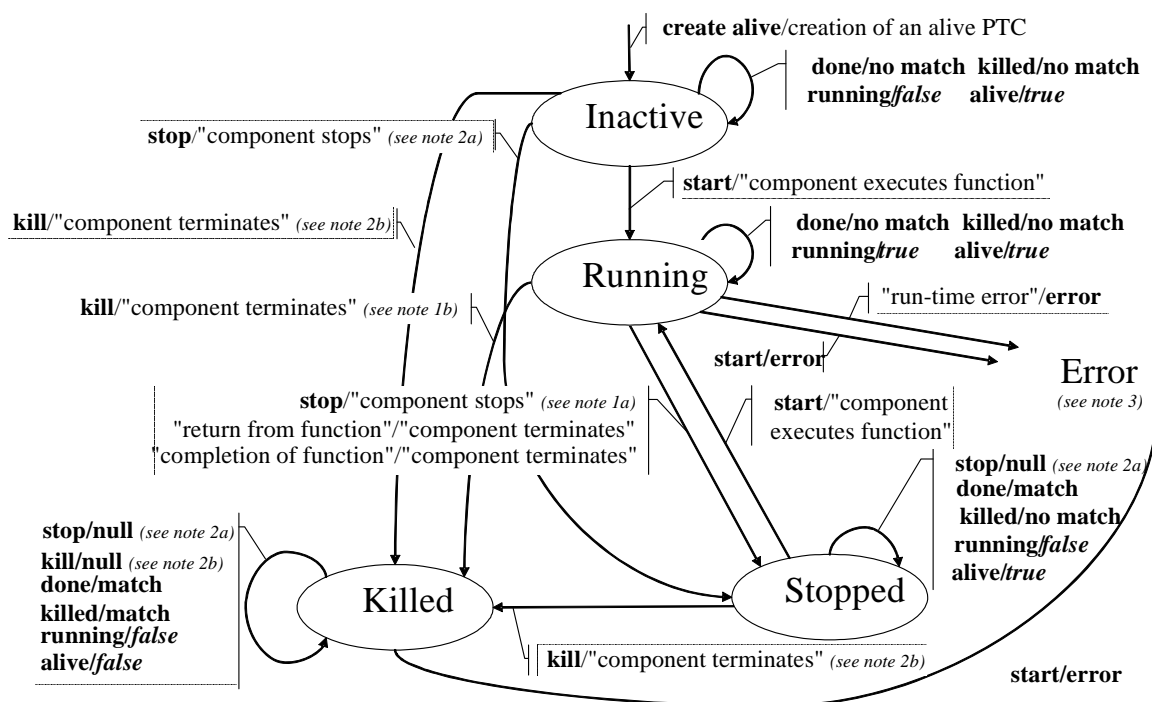 create alive/creation of an alive PTC
done/no match killed/no match
running/false alive/true
Inactive
stop/"component stops" (see note 2a)
start/"component executes function"
kill/"component terminates" (see note 2b)
done/no match killed/no match
running/true alive/true
Running
"run-time error"/error
kill/"component terminates" (see note 1b)
start/error
Error
(see note 3)
stop/"component stops" (see note 1a)
"return from function"/"component terminates"
"completion of function"/"component terminates"
start/"component
executes function"
stop/null (see note 2a)
done/match
killed/no match
running/false
alive/true
stop/null (see note 2a)
kill/null (see note 2b)
done/match
killed/match
running/false
alive/false
Killed
Stopped
kill/"component terminates" (see note 2b)
start/error